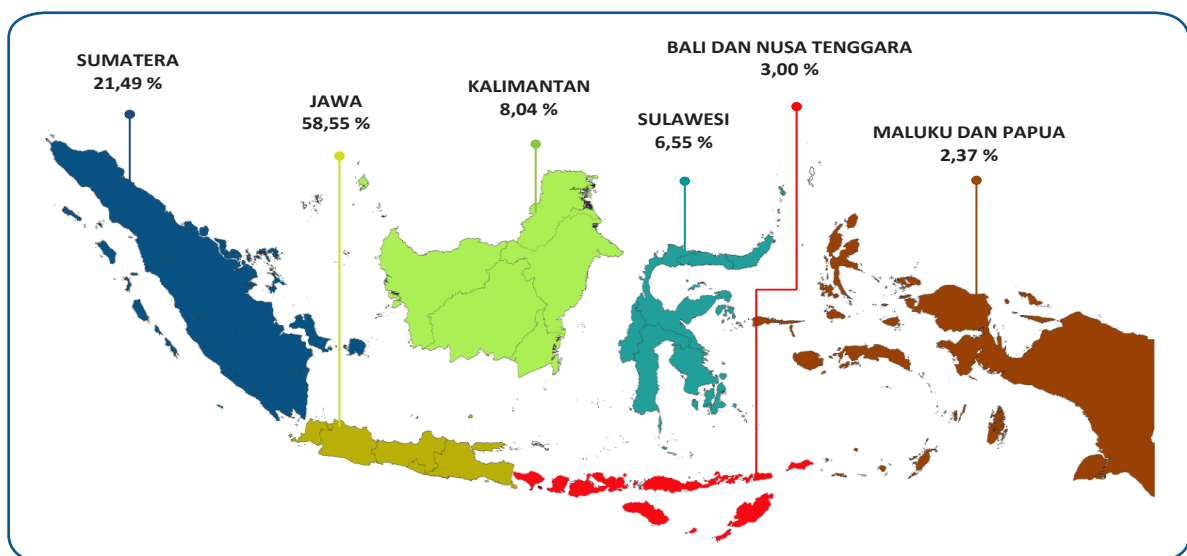 SUMATERA
21,49 %
JAWA
58,55 %
KALIMANTAN
8,04 %
SULAWESI
6,55 %
BALI DAN NUSA TENGGARA
3,00 %
MALUKU DAN PAPUA
2,37 %